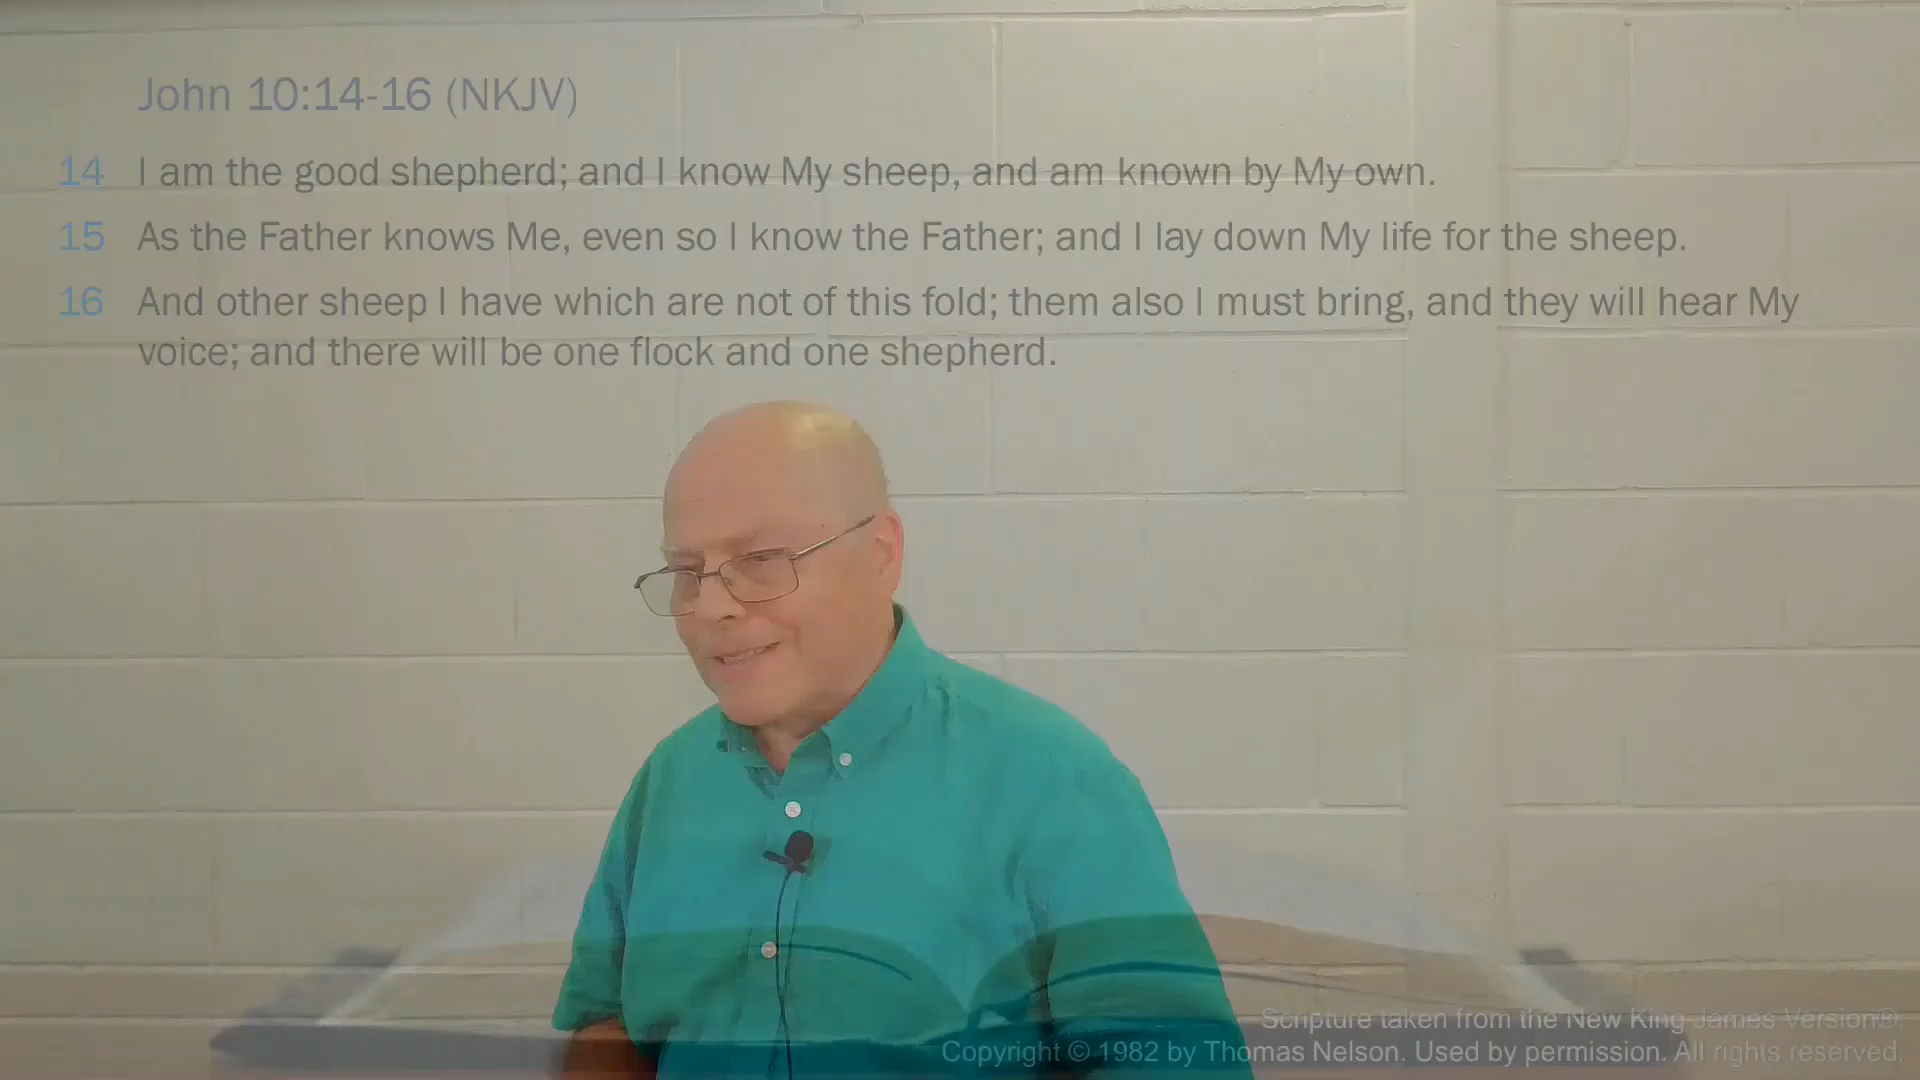 John 10:14-16 (NKJV)
14 I am the good shepherd; and I know My sheep, and am known by My own.
15 As the Father knows Me, even so I know the Father; and I lay down My life for the sheep.
16 And other sheep I have which are not of this fold; them also I must bring, and they will hear My
voice; and there will be one flock and one shepherd.
Scripture taken from the New King James Version®.
Copyright © 1982 by Thomas Nelson. Used by permission. All rights reserved.